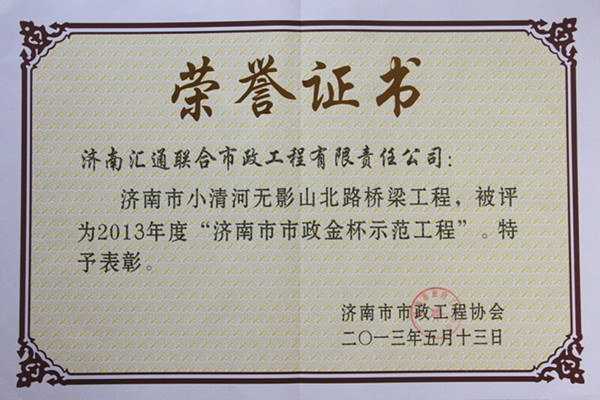 荣誉证书
济南汇通联合市政工程有限责任公司：
济南市小清河无影山北路桥梁工程，被评
为2013年度“济南市市政金杯示范工程”。特
予表彰。
济南市市政工程协会
二〇一三年五月十三日